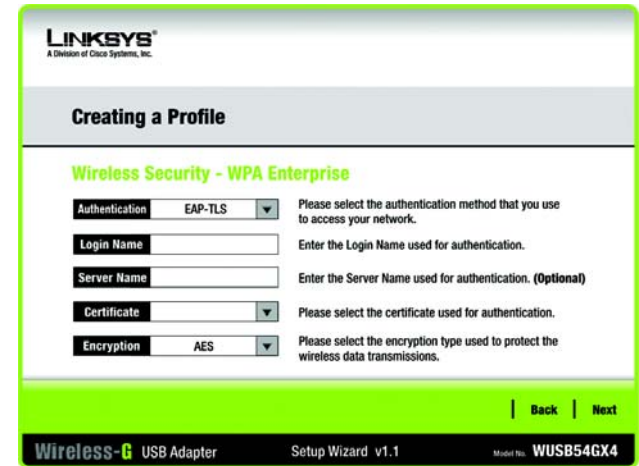 LINKSYS®
A Division of Cisco Systems, Inc.
Creating a Profile
Wireless Security - WPA Enterprise
Authentication EAP-TLS Please select the authentication method that you use
to access your network.
Login Name Enter the Login Name used for authentication.
Server Name Enter the Server Name used for authentication. (Optional)
Certificate Please select the certificate used for authentication.
Encryption AES Please select the encryption type used to protect the
wireless data transmissions.
Back Next
Wireless-G USB Adapter Setup Wizard v1.1 Model No. WUSB54GX4